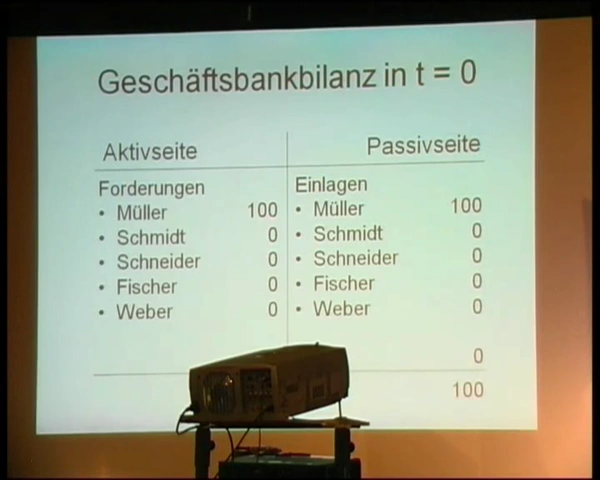 Geschäftsbankbilanz in t = 0
Aktivseite Passivseite
Forderungen Einlagen
• Müller 100 • Müller 100
• Schmidt 0 • Schmidt 0
• Schneider 0 • Schneider 0
• Fischer 0 • Fischer 0
• Weber 0 • Weber 0
0
100